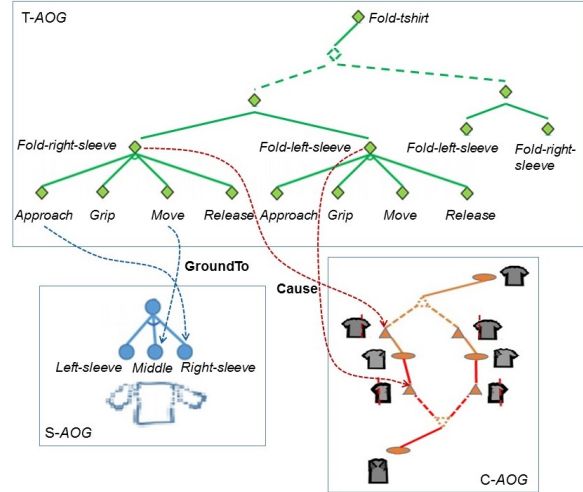 T-AOG
Fold-tshirt
Fold-right-sleeve
Fold-left-sleeve
Fold-left-sleeve
Fold-right-
sleeve
Approach Grip Move Release Approach Grip Move Release
GroundTo
Cause
Left-sleeve Middle Right-sleeve
S-AOG
C-AOG